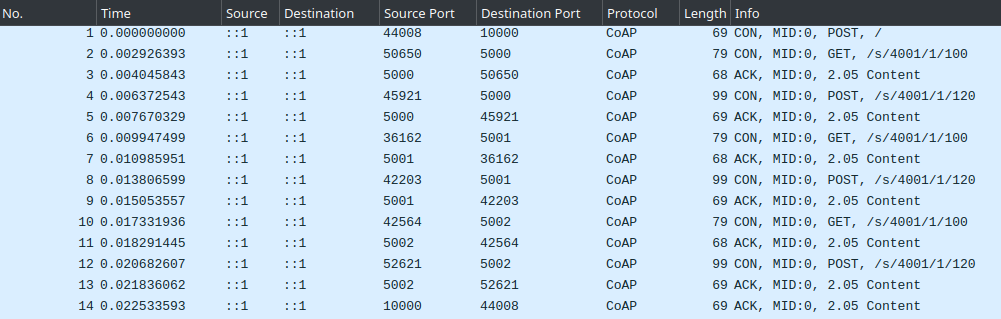 No. Time Source Destination Source Port Destination Port Protocol Length Info
1 0.000000000 ::1 ::1 44008 10000 CoAP 69 CON, MID:0, POST, /
2 0.002926393 ::1 ::1 50650 5000 CoAP 79 CON, MID:0, GET, /s/4001/1/100
3 0.004045843 ::1 ::1 5000 50650 CoAP 68 ACK, MID:0, 2.05 Content
4 0.006372543 ::1 ::1 45921 5000 CoAP 99 CON, MID:0, POST, /s/4001/1/120
5 0.007670329 ::1 ::1 5000 45921 CoAP 69 ACK, MID:0, 2.05 Content
6 0.009947499 ::1 ::1 36162 5001 CoAP 79 CON, MID:0, GET, /s/4001/1/100
7 0.010985951 ::1 ::1 5001 36162 CoAP 68 ACK, MID:0, 2.05 Content
8 0.013806599 ::1 ::1 42203 5001 CoAP 99 CON, MID:0, POST, /s/4001/1/120
9 0.015053557 ::1 ::1 5001 42203 CoAP 69 ACK, MID:0, 2.05 Content
10 0.017331936 ::1 ::1 42564 5002 CoAP 79 CON, MID:0, GET, /s/4001/1/100
11 0.018291445 ::1 ::1 5002 42564 CoAP 68 ACK, MID:0, 2.05 Content
12 0.020682607 ::1 ::1 52621 5002 CoAP 99 CON, MID:0, POST, /s/4001/1/120
13 0.021836062 ::1 ::1 5002 52621 CoAP 69 ACK, MID:0, 2.05 Content
14 0.022533593 ::1 ::1 10000 44008 CoAP 69 ACK, MID:0, 2.05 Content